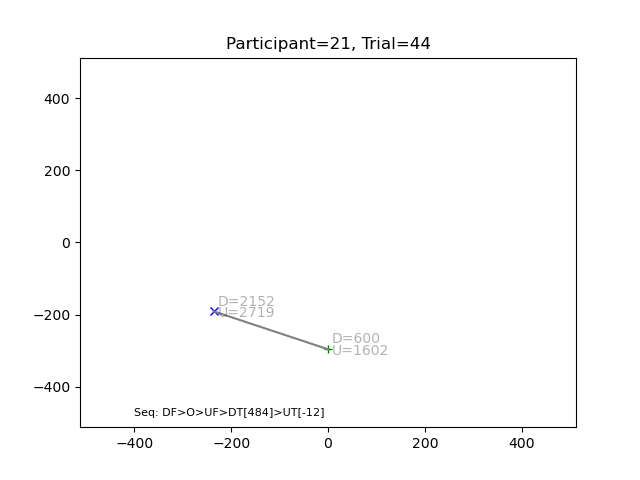 Participant=21, Trial=44
400
200
0
−200
−400
D=2152
U=2719
D=600
U=1602
Seq: DF>O>UF>DT[484]>UT[-12]
−400
−200
0
200
400